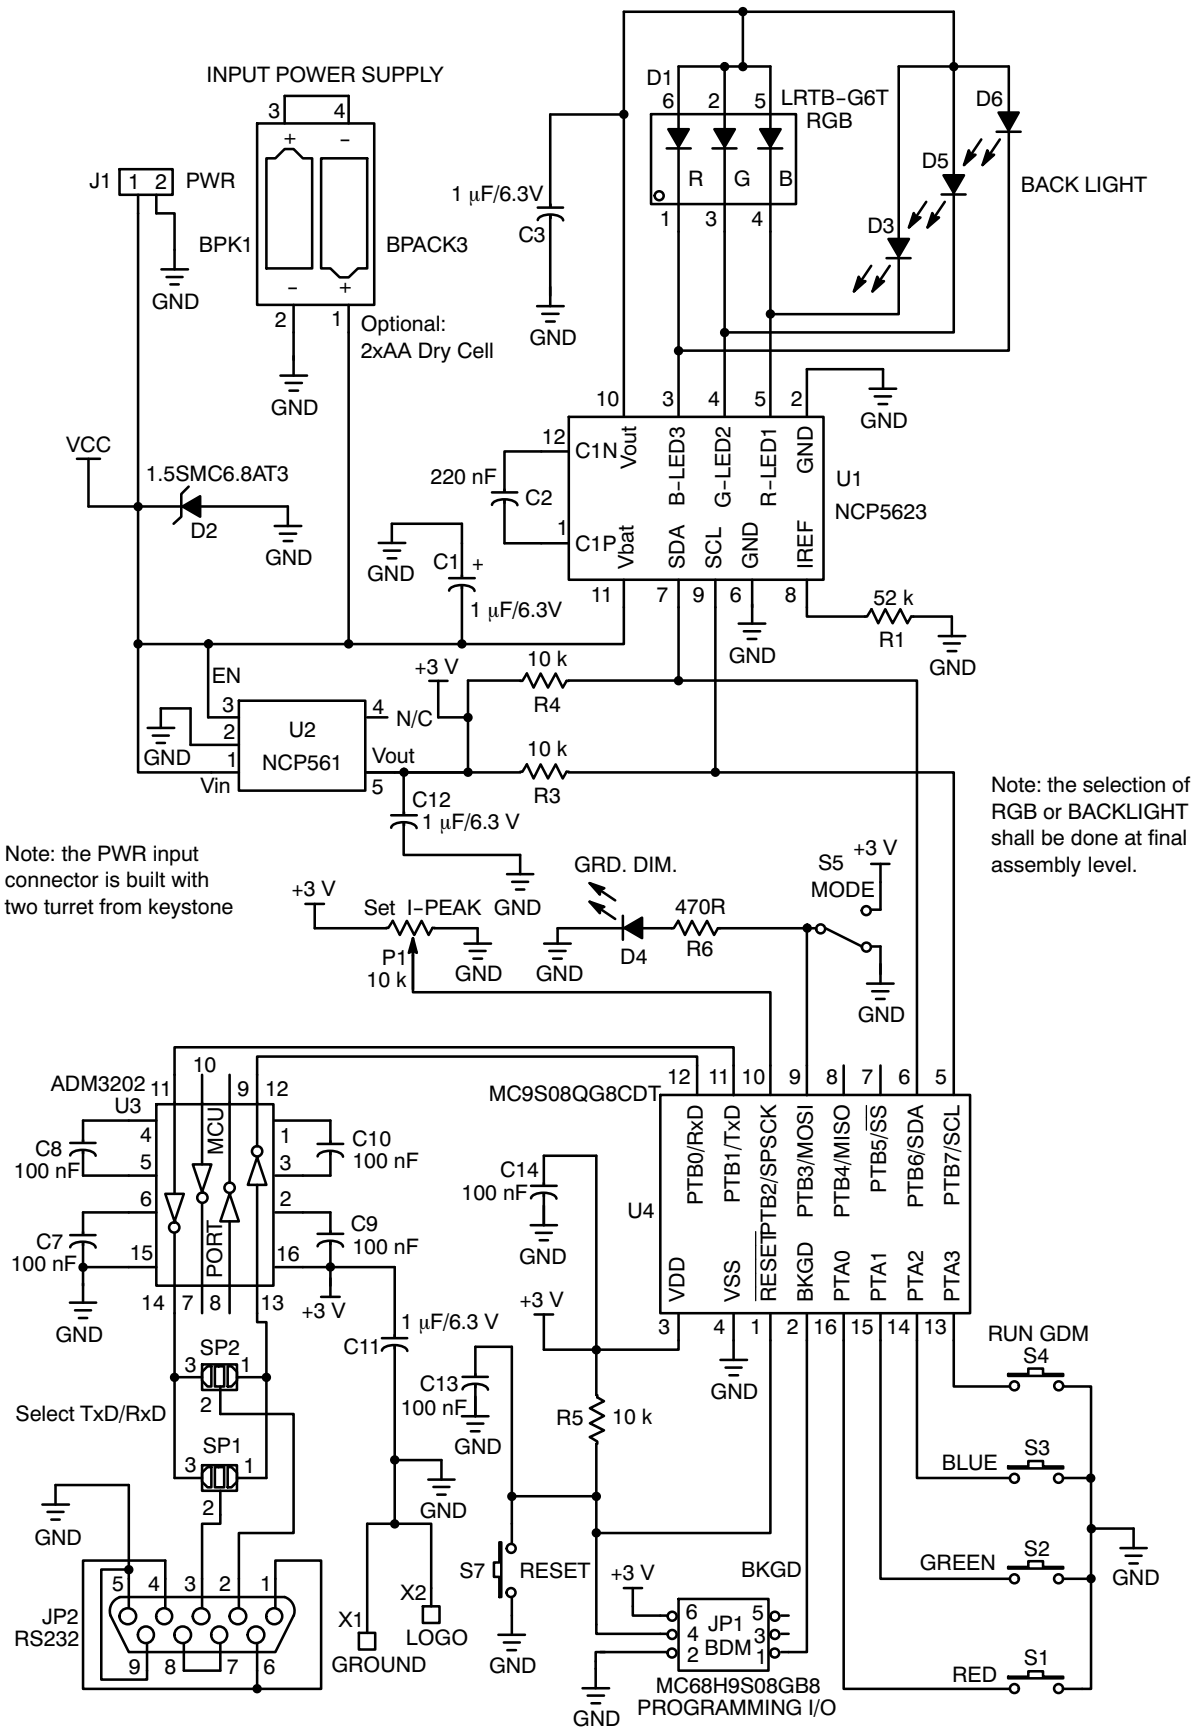 INPUT POWER SUPPLY
3 4
+ −
J1 1 2 PWR
BPK1 BPACK3
− +
2 1
GND
GND
Optional:
2xAA Dry Cell
D1
6 2 5
LRTB−G6T
RGB
R G B
1 3 4
1 µF/6.3V
C3
GND
D6
D5
D3
BACK LIGHT
VCC
1.5SMC6.8AT3
D2
GND
10 3 4 5 2
GND
12 C1N Vout B−LED3 G−LED2 R−LED1 GND
220 nF C2
U1
NCP5623
1 C1P Vbat SDA SCL GND IREF
11 7 9 6 8
GND
C1 +
1 µF/6.3V
52 k
R1
GND
GND
EN
+3 V
10 k
R4
3 4 N/C
2 U2
GND
1 NCP561 Vout
Vin 5
10 k
R3
C12
1 µF/6.3 V
GND
Note: the selection of
RGB or BACKLIGHT
shall be done at final
assembly level.
Note: the PWR input
connector is built with
two turret from keystone
+3 V
Set I−PEAK
P1
10 k
GND
GRD. DIM.
GND
D4
470R
R6
S5
MODE
+3 V
GND
ADM3202
U3
11 10 9 12
MCU
PORT
4 5 6 15
1 3 2 16
14 7 8 13
C8
100 nF
C10
100 nF
C7
100 nF
C9
100 nF
GND
+3 V
MC9S08QG8CDT
U4
12 11 10 9 8 7 6 5
PTB0/RxD
PTB1/TxD
PTB2/SPSCK
PTB3/MOSI
PTB4/MISO
PTB5/SS
PTB6/SDA
PTB7/SCL
VDD
VSS
RESET
BKGD
PTA0
PTA1
PTA2
PTA3
3 4 1 2 16 15 14 13
GND
C14
100 nF
GND
+3 V
1 µF/6.3 V
C11
C13
100 nF
GND
R5 10 k
RUN GDM
S4
BLUE S3
GREEN S2
GND
RED S1
SP2
3 1
2
Select TxD/RxD
SP1
3 1
2
GND
GND
5 4 3 2 1
JP2
RS232
9 8 7 6
X1
GROUND
X2
LOGO
S7 RESET
GND
BKGD
+3 V
6 5
4 JP1 3
2 BDM 1
GND
MC68H9S08GB8
PROGRAMMING I/O